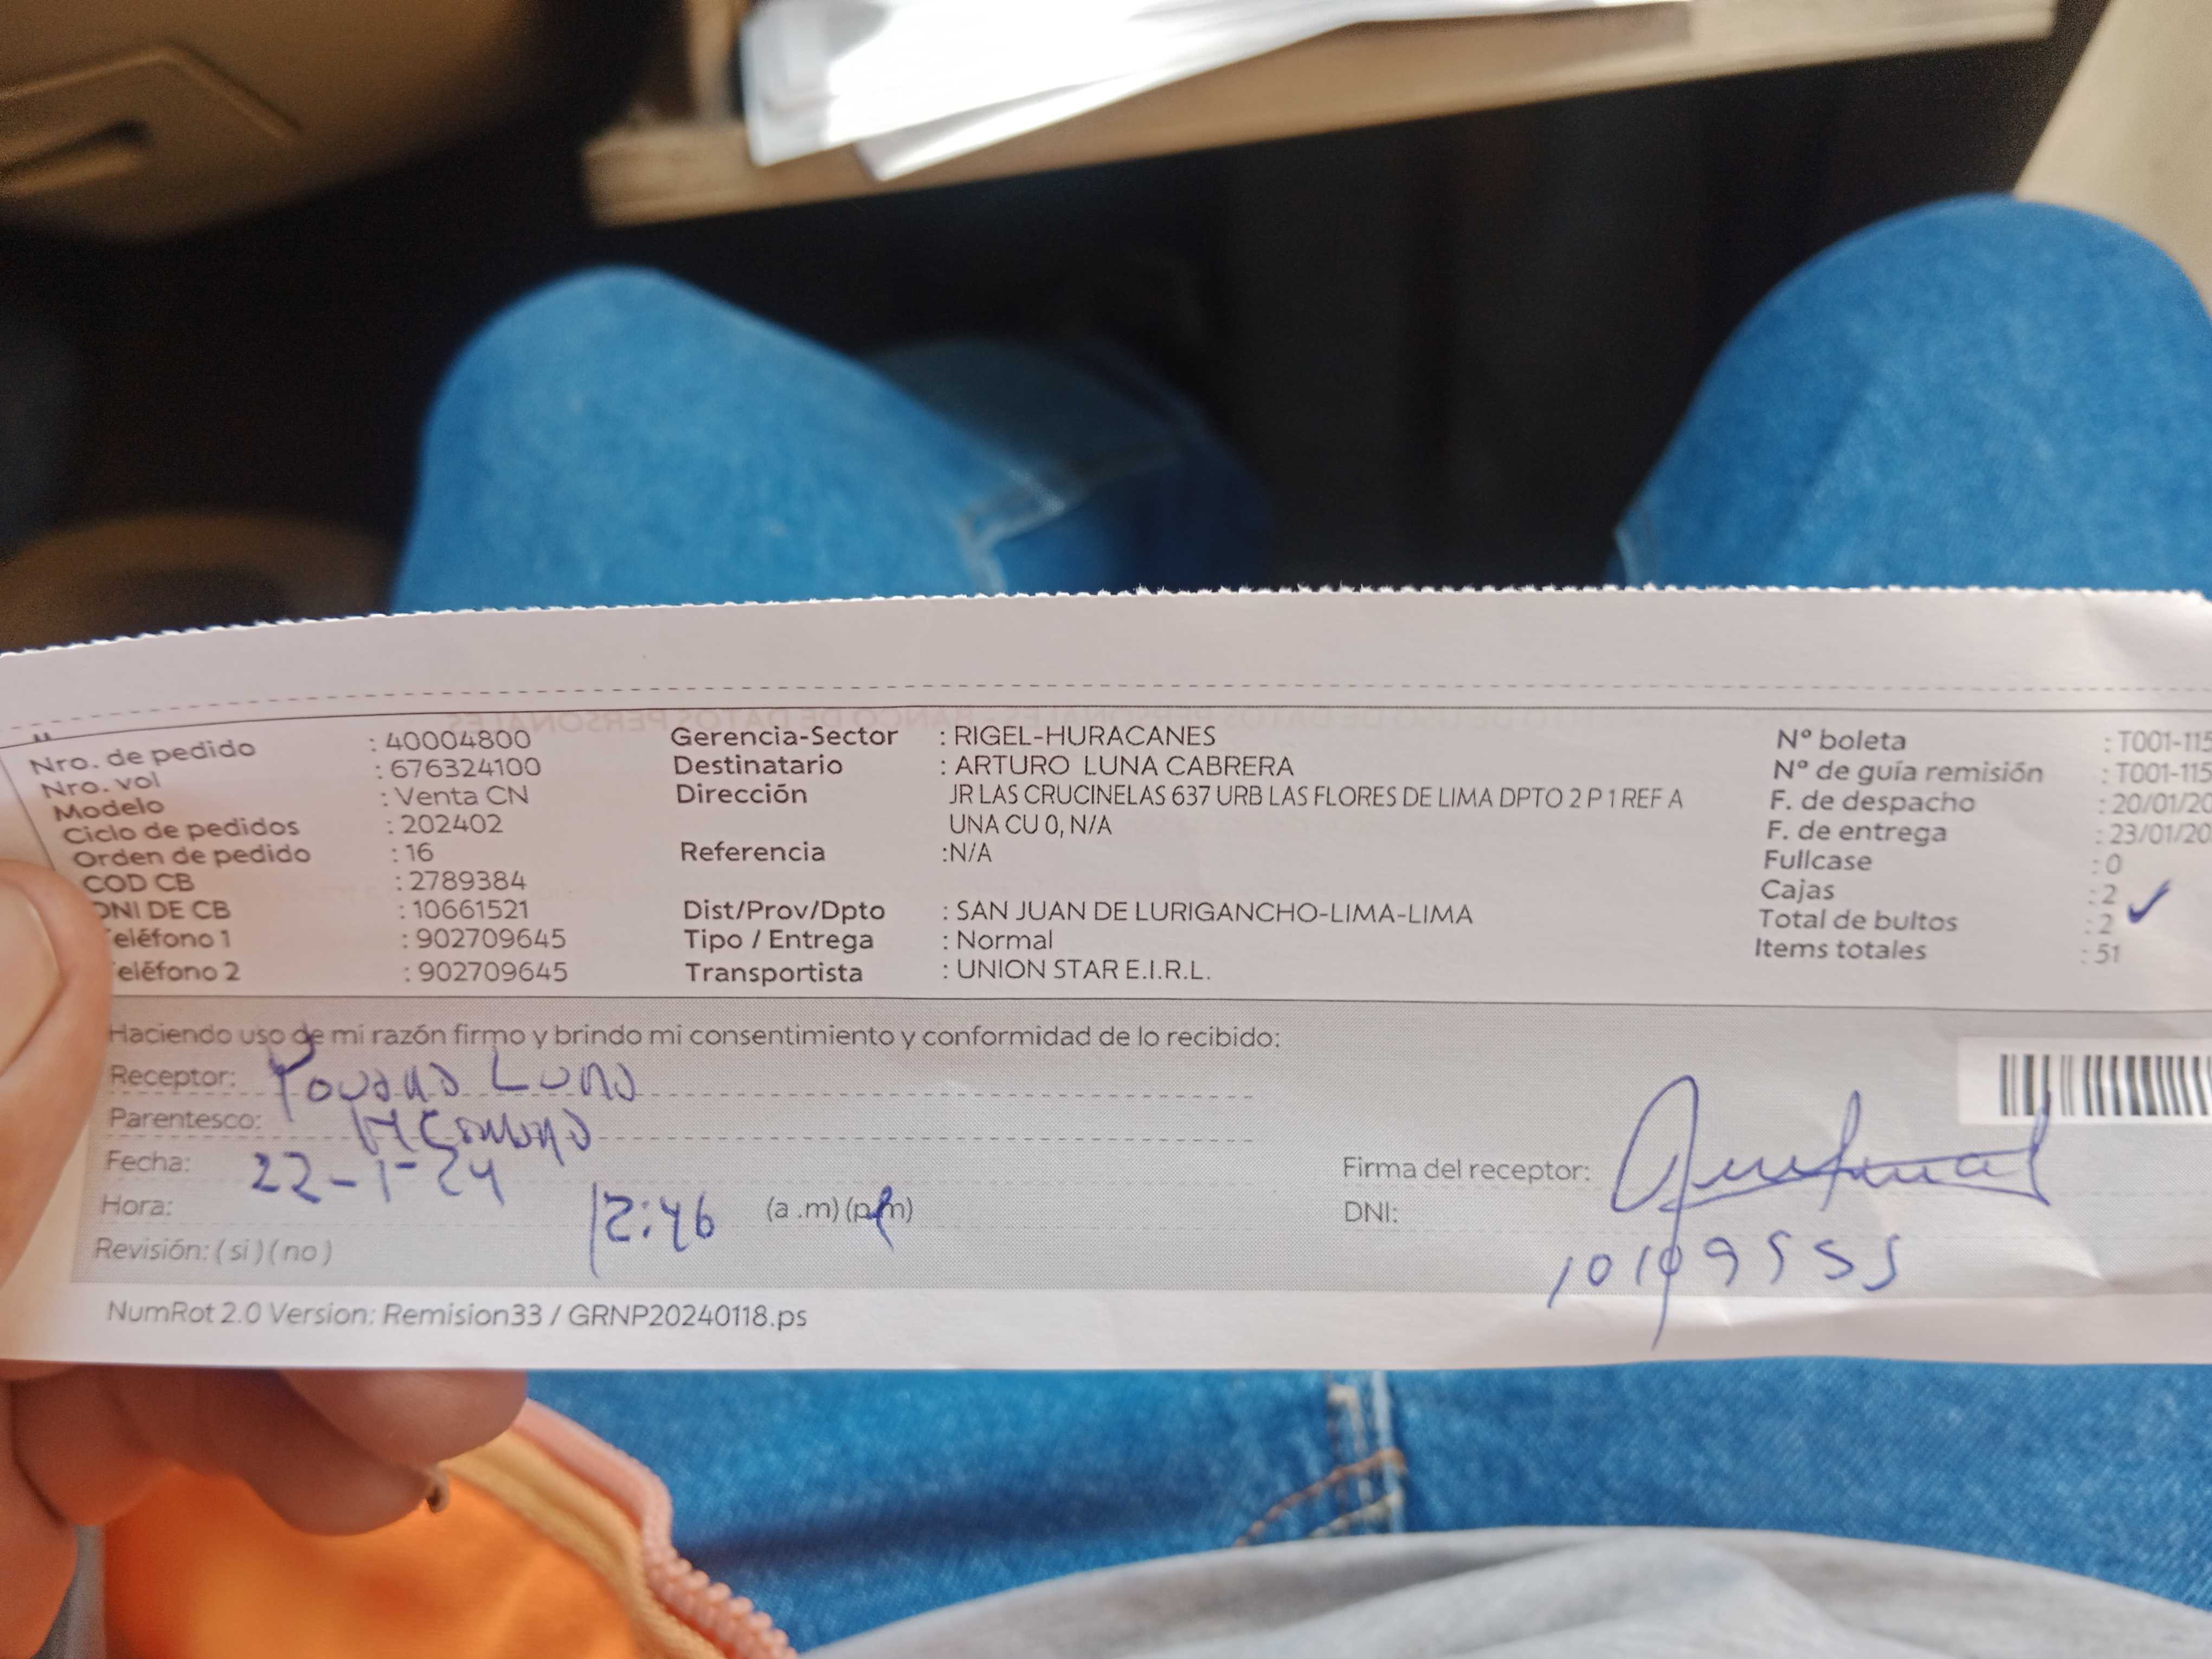 Nro. de pedido : 40004800
Nro. vol : 676324100
Modelo : Venta CN
Ciclo de pedidos : 202402
Orden de pedido : 16
COD CB : 2789384
DNI DE CB : 10661521
eléfono 1 : 902709645
eléfono 2 : 902709645
Gerencia-Sector : RIGEL-HURACANES
Destinatario : ARTURO LUNA CABRERA
Dirección JR LAS CRUCINELAS 637 URB LAS FLORES DE LIMA DPTO 2 P 1 REF A
UNA CU 0, N/A
Referencia :N/A
Dist/Prov/Dpto : SAN JUAN DE LURIGANCHO-LIMA-LIMA
Tipo / Entrega : Normal
Transportista : UNION STAR E.I.R.L.
Nº boleta : T001-115
Nº de guía remisión : T001-115
F. de despacho : 20/01/20
F. de entrega : 23/01/20
Fullcase : 0
Cajas : 2
Total de bultos : 2
Items totales : 51
Haciendo uso de mi razón firmo y brindo mi consentimiento y conformidad de lo recibido:
Receptor: Luna
Parentesco:
Fecha: 22-1-24
Hora: 12:46 (a .m) (p.m)
Revisión: ( si ) ( no )
Firma del receptor:
DNI:
NumRot 2.0 Version: Remision33 / GRNP20240118.ps